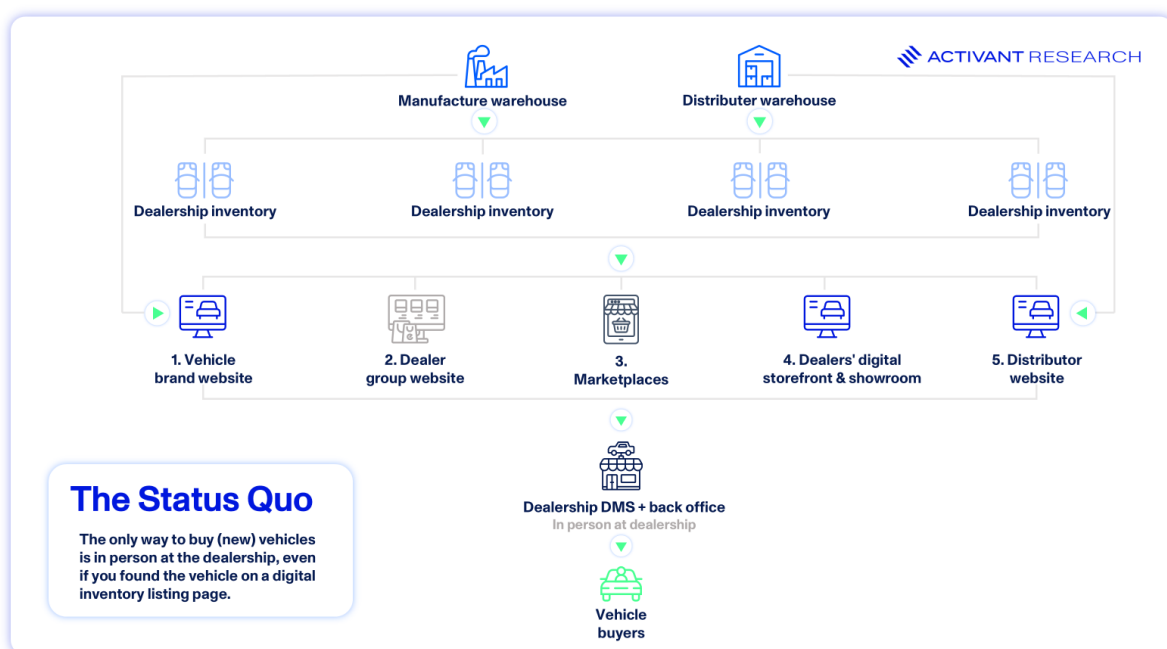 ACTIVANT RESEARCH
Manufacture warehouse
Distributer warehouse
Dealership inventory
Dealership inventory
Dealership inventory
Dealership inventory
1. Vehicle
brand website
2. Dealer
group website
3.
Marketplaces
4. Dealers' digital
storefront & showroom
5. Distributor
website
Dealership DMS + back office
In person at dealership
Vehicle
buyers
The Status Quo
The only way to buy (new) vehicles
is in person at the dealership, even
if you found the vehicle on a digital
inventory listing page.